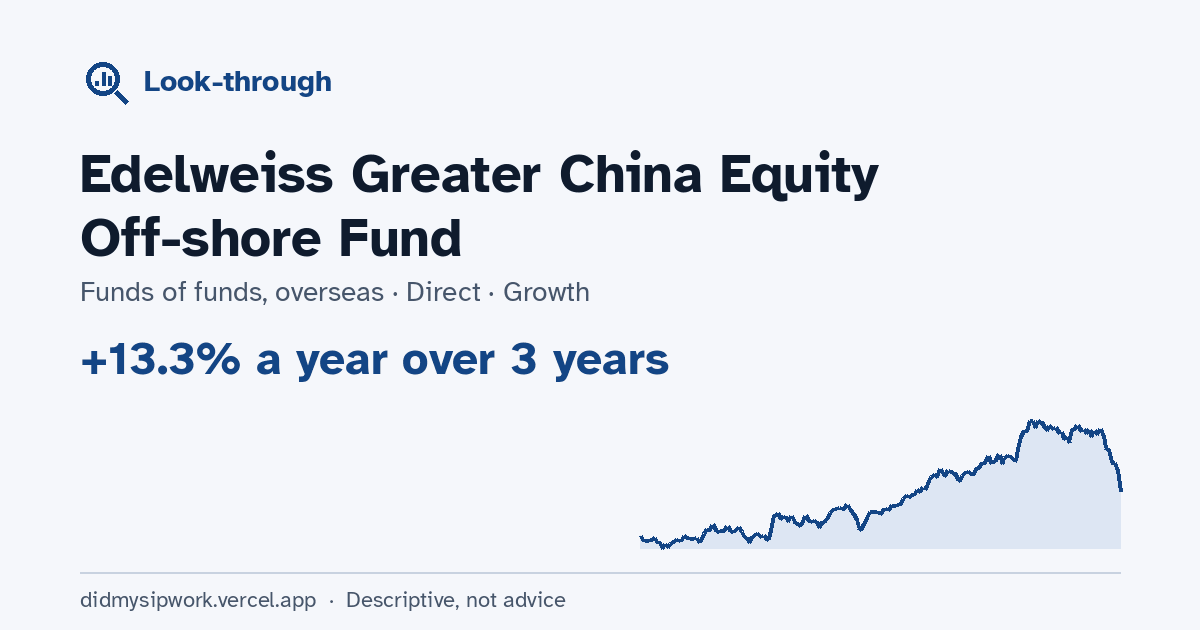 Look-through
Edelweiss Greater China Equity
Off-shore Fund
Funds of funds, overseas · Direct · Growth
+13.3% a year over 3 years
didmysipwork.vercel.app · Descriptive, not advice